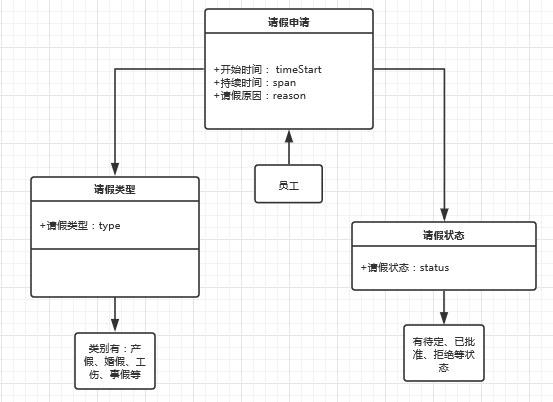 请假申请
+开始时间： timeStart
+持续时间：span
+请假原因：reason
员工
请假类型
+请假类型：type
请假状态
+请假状态：status
类别有：产
假、婚假、工
伤、事假等
有待定、已批
准、拒绝等状
态